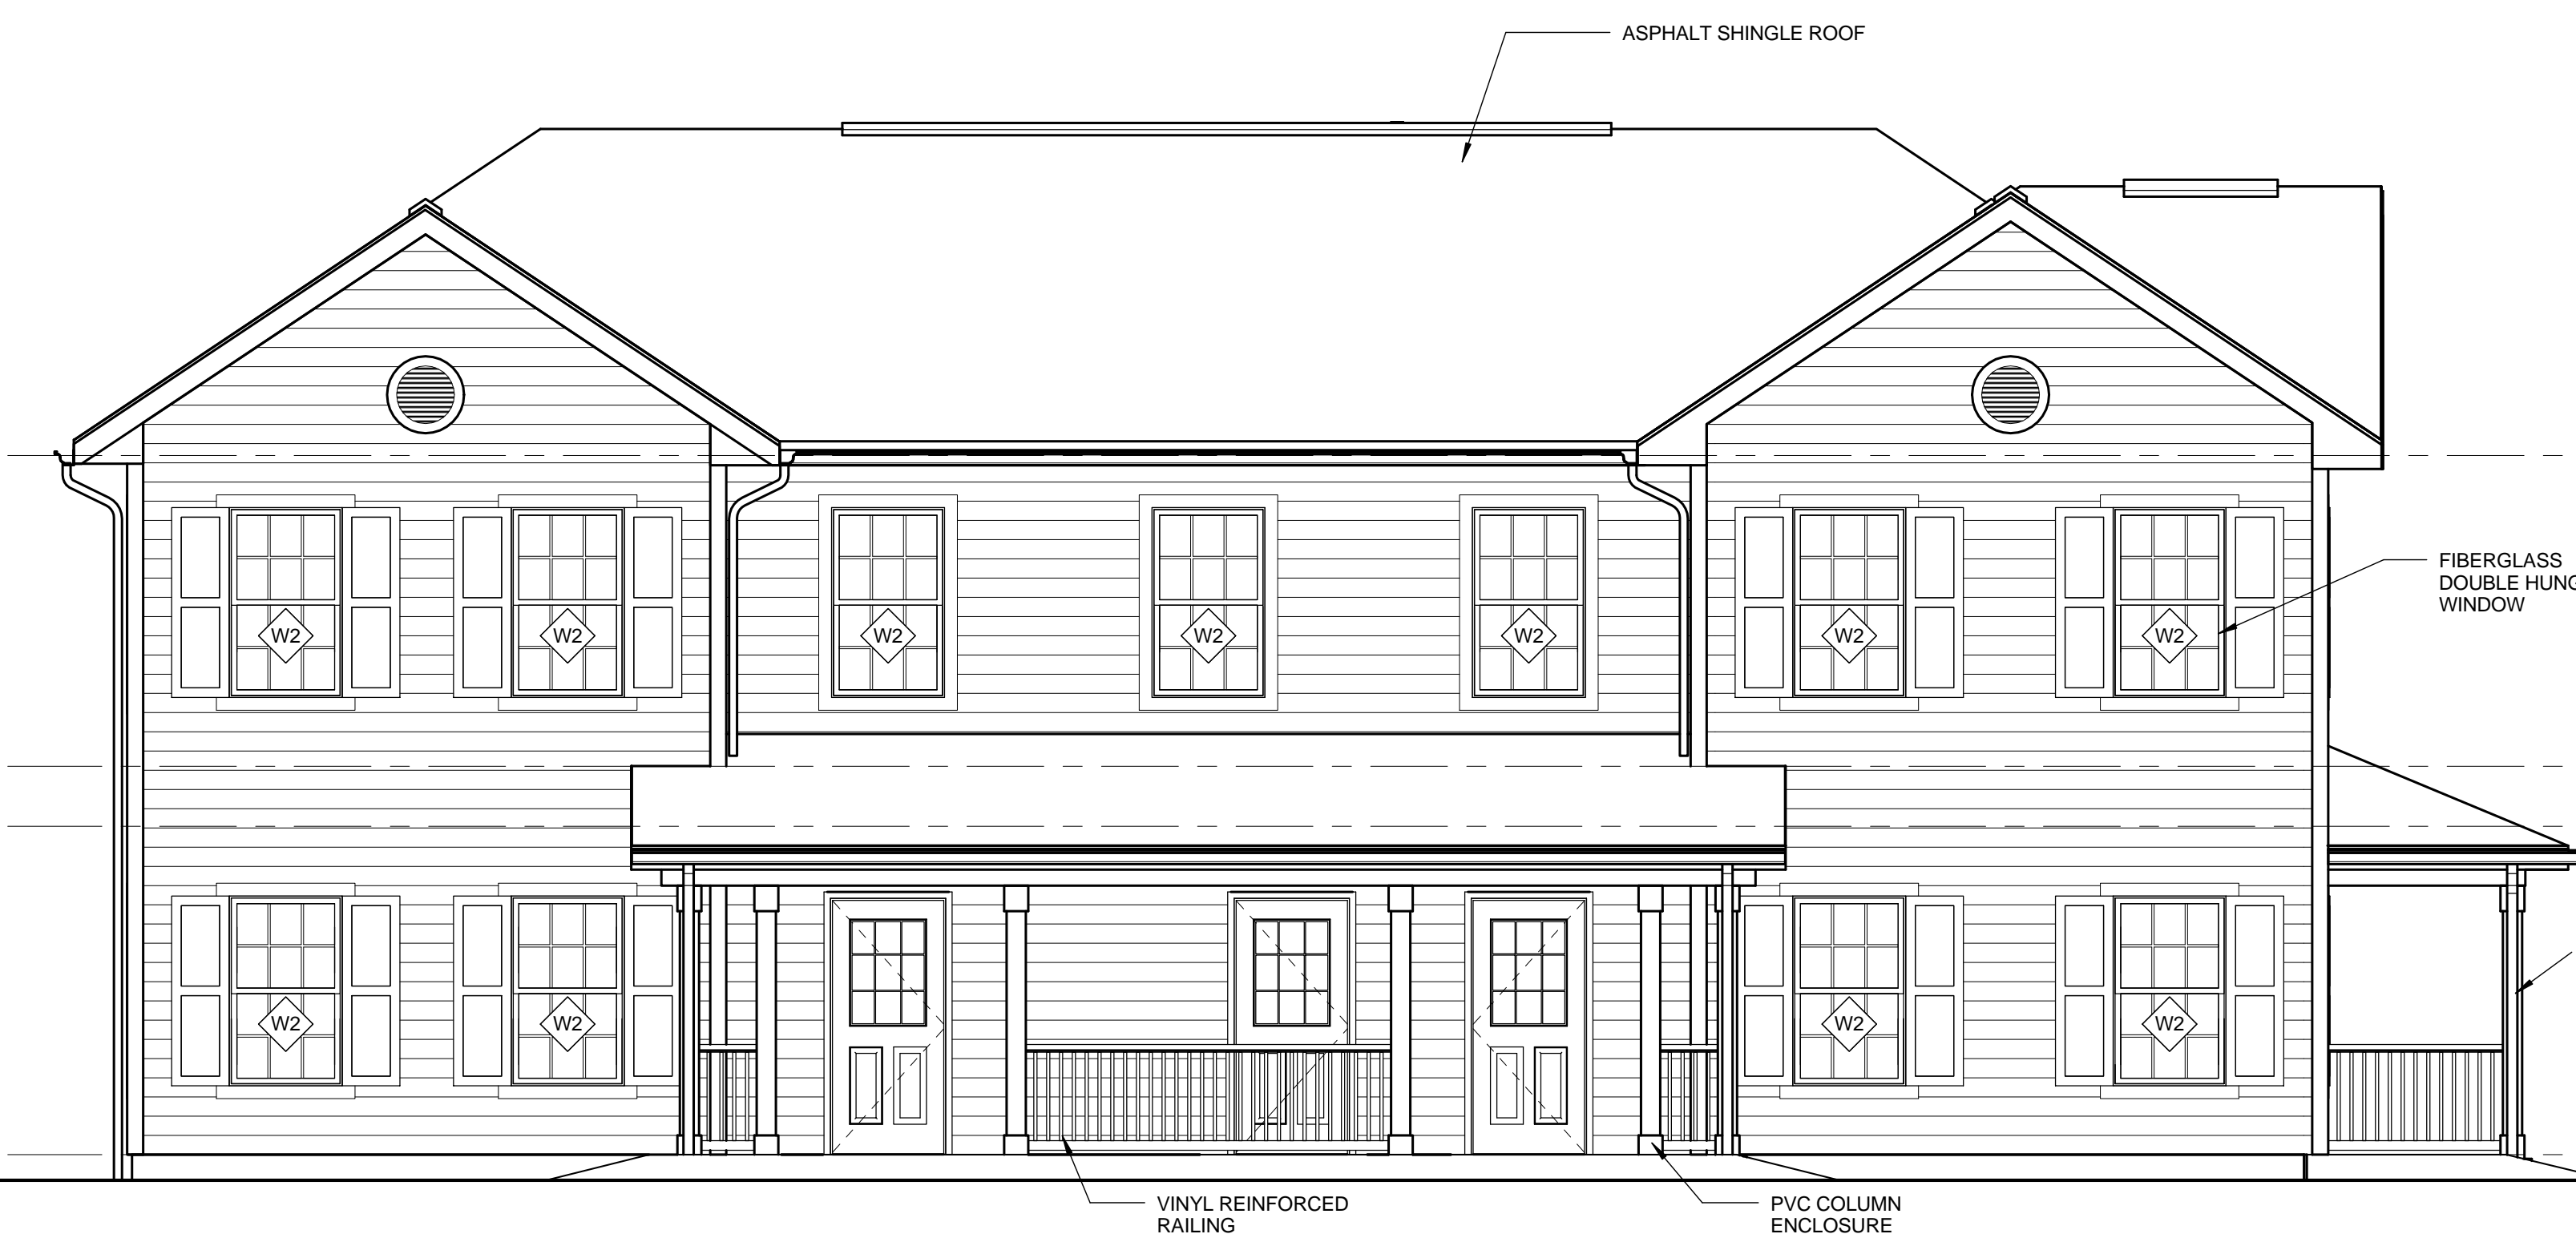 ASPHALT SHINGLE ROOF
FIBERGLASS
DOUBLE HUNG
WINDOW
W2
W2
W2
W2
W2
W2
W2
W2
W2
W2
W2
VINYL REINFORCED
RAILING
PVC COLUMN
ENCLOSURE